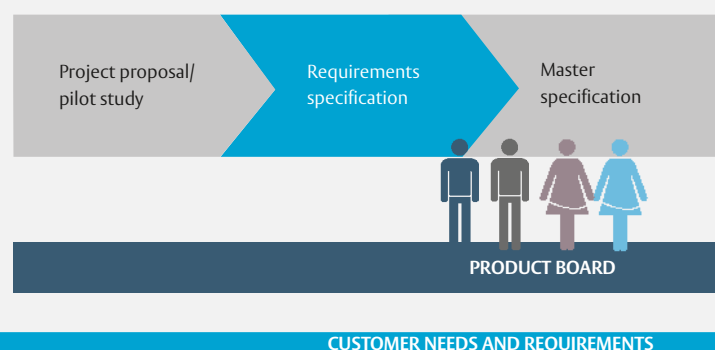 Project proposal/
pilot study
Requirements
specification
Master
specification
PRODUCT BOARD
CUSTOMER NEEDS AND REQUIREMENTS